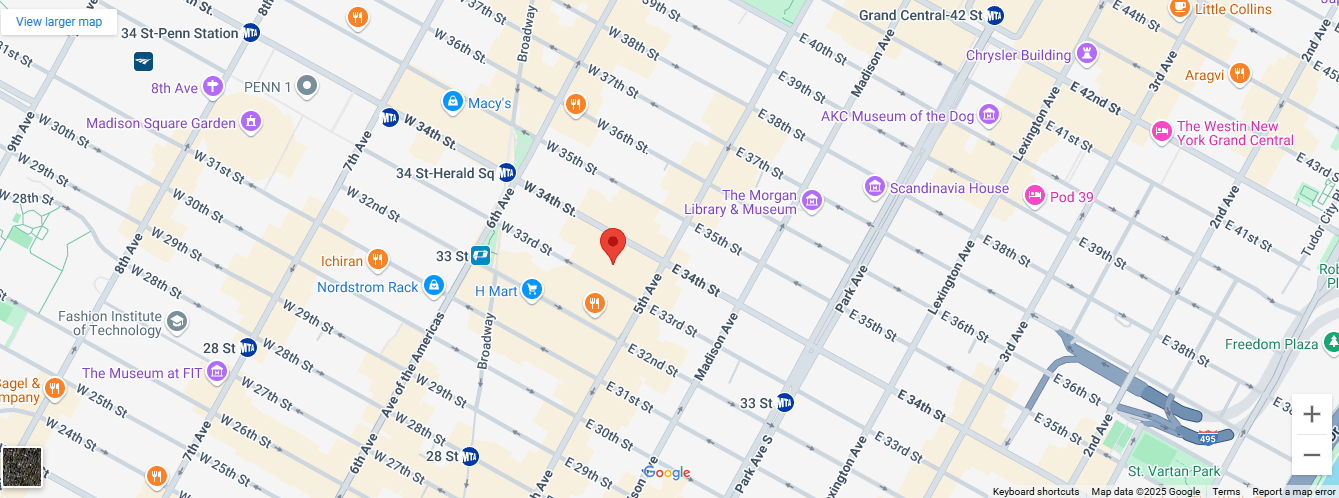 View larger map
34 St-Penn Station
8th Ave
PENN 1
Madison Square Garden
Macy's
34 St-Herald Sq
33 St
Ichiran
Nordstrom Rack
H Mart
Fashion Institute
of Technology
28 St
The Museum at FIT
Bagel &
28 St
33 St
Grand Central-42 St
Little Collins
Chrysler Building
Aragvi
AKC Museum of the Dog
The Westin New
York Grand Central
The Morgan
Library & Museum
Scandinavia House
Pod 39
Freedom Plaza
St. Vartan Park
495
9th Ave
8th Ave
8th Ave
7th Ave
7th Ave
6th Ave
6th Ave
Ave of the Americas
Broadway
Broadway
5th Ave
5th Ave
Madison Ave
Madison Ave
Park Ave
Park Ave S
Lexington Ave
Lexington Ave
Lexington Ave
3rd Ave
3rd Ave
2nd Ave
2nd Ave
2nd Ave
W 37th St
W 36th St
W 38th St
W 37th St
W 36th St
W 35th St
W 34th St
W 34th St
W 33rd St
W 32nd St
W 31st St
W 30th St
W 30th St
W 29th St
W 29th St
W 28th St
W 28th St
W 29th St
W 28th St
W 29th St
W 28th St
W 27th St
W 27th St
W 26th St
W 25th St
W 25th St
W 24th St
E 44th St
E 43rd St
E 42nd St
E 41st St
E 41st St
E 40th St
E 39th St
E 39th St
E 38th St
E 38th St
E 38th St
E 37th St
E 36th St
E 36th St
E 35th St
E 35th St
E 35th St
E 34th St
E 34th St
E 33rd St
E 33rd St
E 32nd St
E 31st St
E 30th St
E 29th St
Google
Keyboard shortcuts
Map data ©2025 Google
Terms
Report a map error